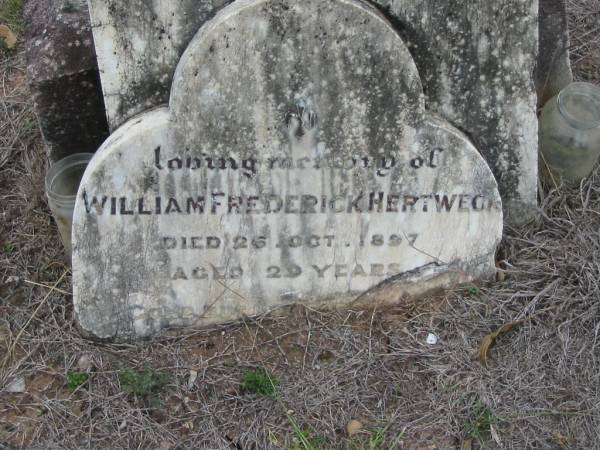 loving memory of
WILLIAM FREDERICK HERTWECK
DIED 26 OCT. 1897
AGED 29 YEARS